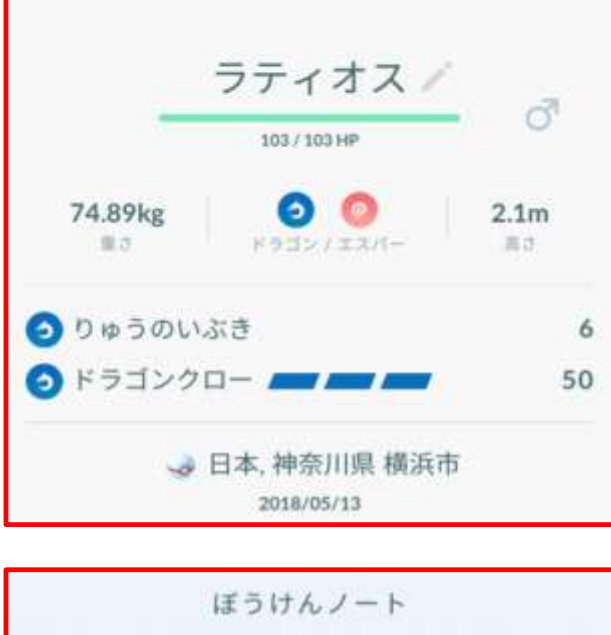 ラティオス
103 / 103 HP
74.89kg
重さ
ドラゴン / エスパー
2.1m
高さ
りゅうのいぶき 6
ドラゴンクロー 50
日本, 神奈川県 横浜市
2018/05/13
ぼうけんノート